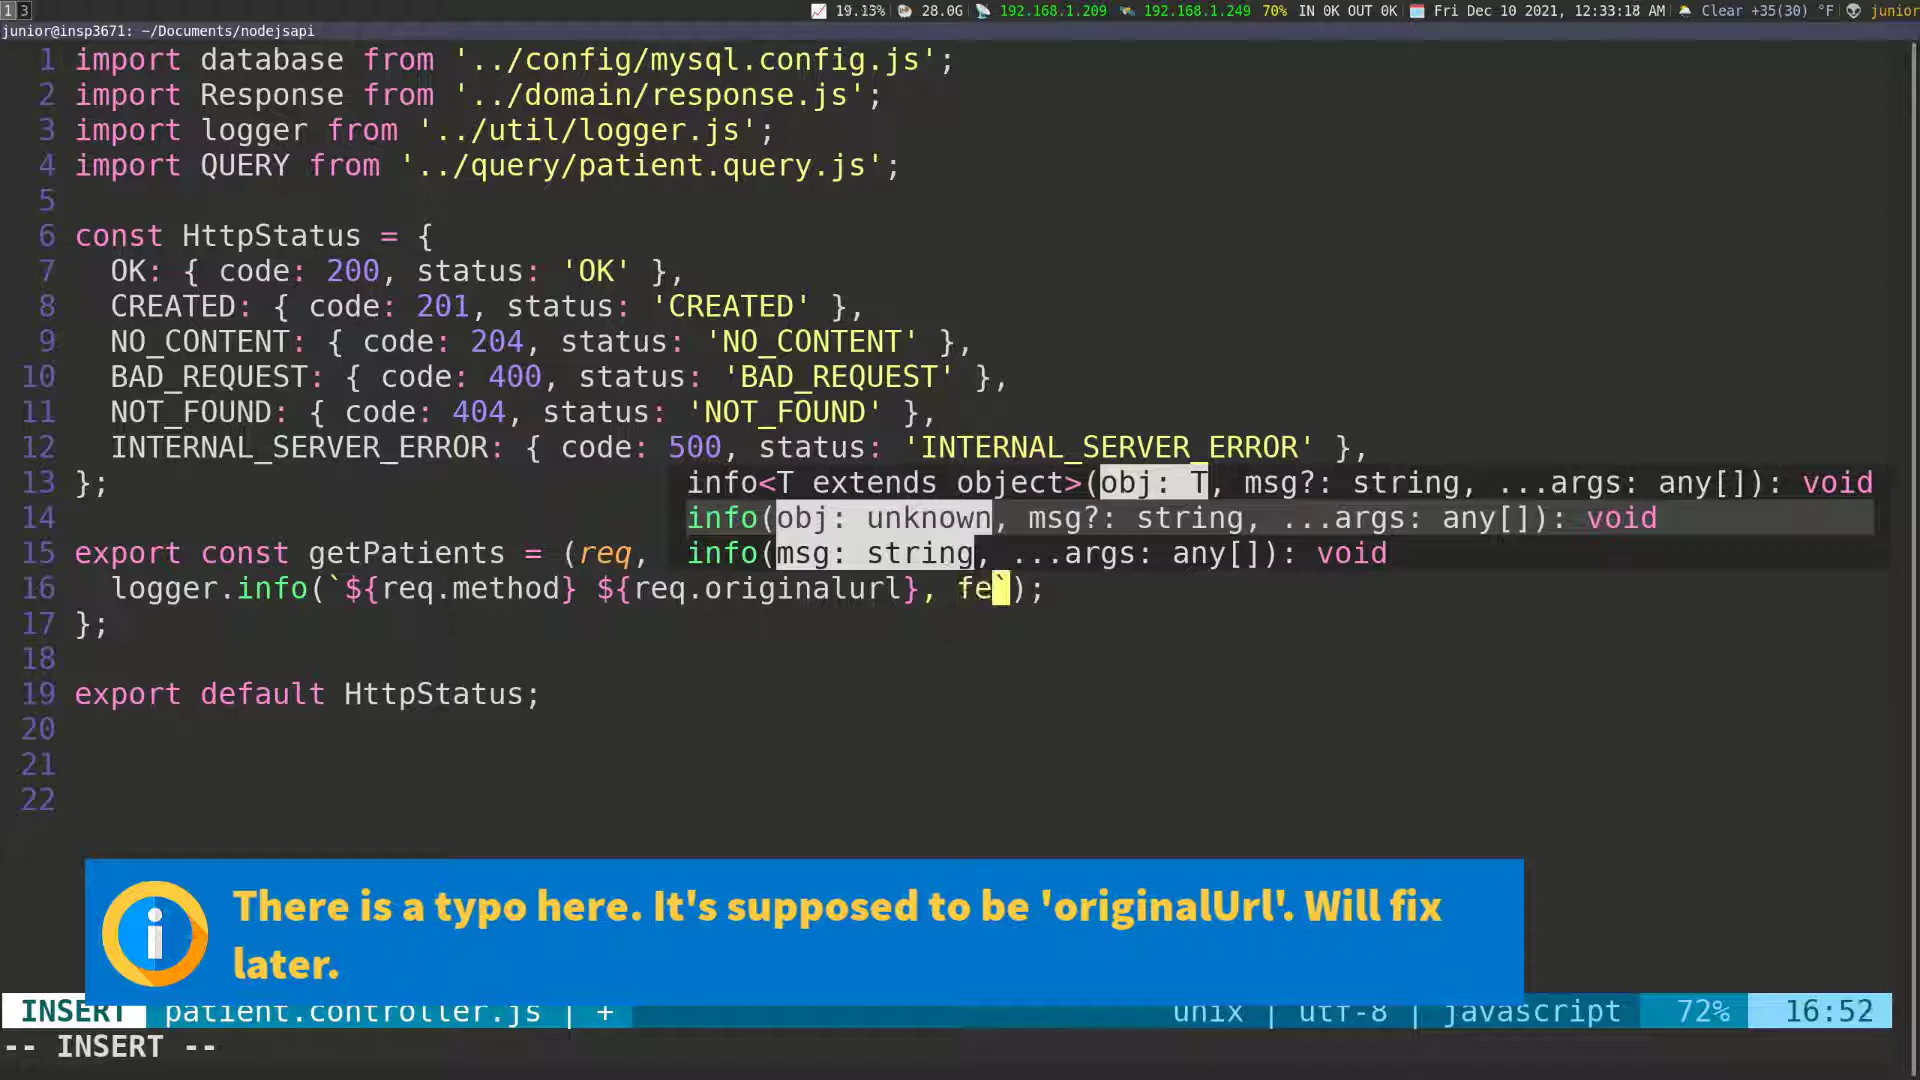 1 3 19.15% 28.0G 192.168.1.209 192.168.1.249 70% IN 0K OUT 0K Fri Dec 10 2021, 12:33:18 AM Clear +35(30) °F junior
junior@insp3671: ~/Documents/nodejsapi
1 import database from '../config/mysql.config.js';
2 import Response from '../domain/response.js';
3 import logger from '../util/logger.js';
4 import QUERY from '../query/patient.query.js';
5
6 const HttpStatus = {
7 OK: { code: 200, status: 'OK' },
8 CREATED: { code: 201, status: 'CREATED' },
9 NO_CONTENT: { code: 204, status: 'NO_CONTENT' },
10 BAD_REQUEST: { code: 400, status: 'BAD_REQUEST' },
11 NOT_FOUND: { code: 404, status: 'NOT_FOUND' },
12 INTERNAL_SERVER_ERROR: { code: 500, status: 'INTERNAL_SERVER_ERROR' },
13 }; info<T extends object>(obj: T, msg?: string, ...args: any[]): void
14 info(obj: unknown, msg?: string, ...args: any[]): void
15 export const getPatients = (req, info(msg: string, ...args: any[]): void
16 logger.info(`${req.method} ${req.originalurl}, fe`);
17 };
18
19 export default HttpStatus;
20
21
22
There is a typo here. It's supposed to be 'originalUrl'. Will fix
later.
INSERT patient.controller.js | + unix | utf-8 | javascript 72% 16:52
-- INSERT --